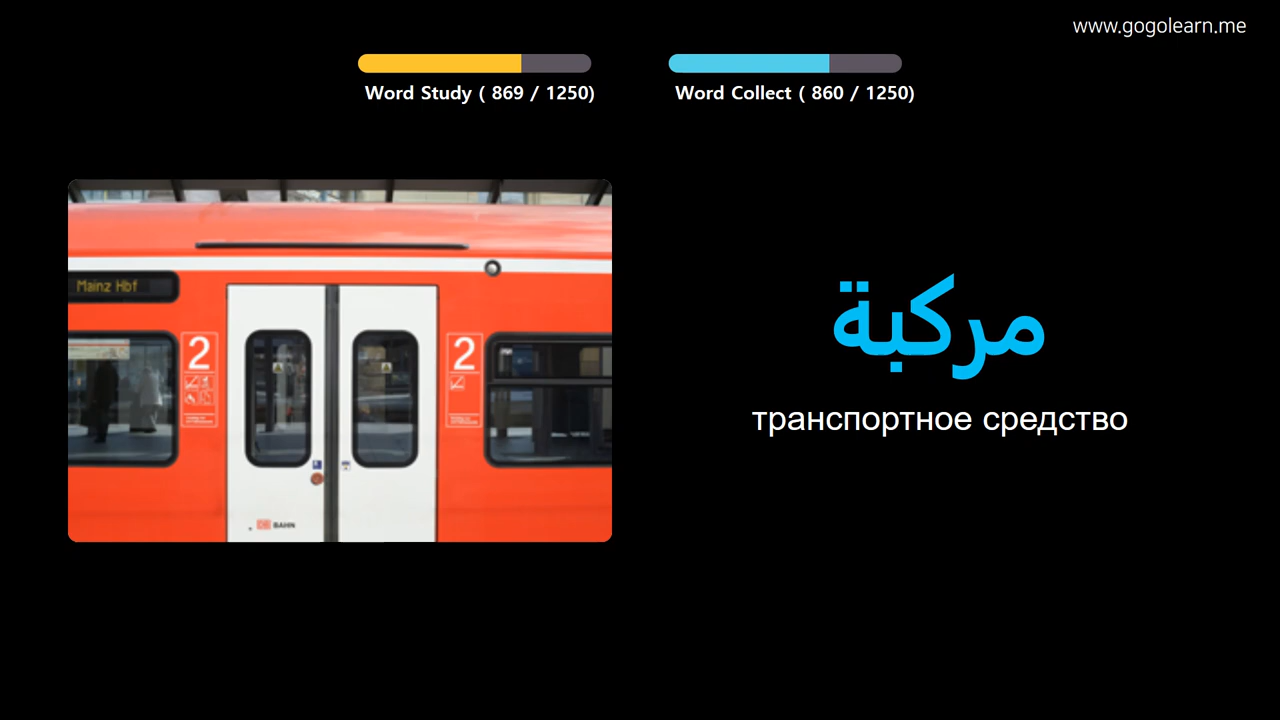 www.gogolearn.me
Word Study ( 869 / 1250)
Word Collect ( 860 / 1250)
Mainz Hbf
2
2
DB BAHN
مركبة
транспортное средство